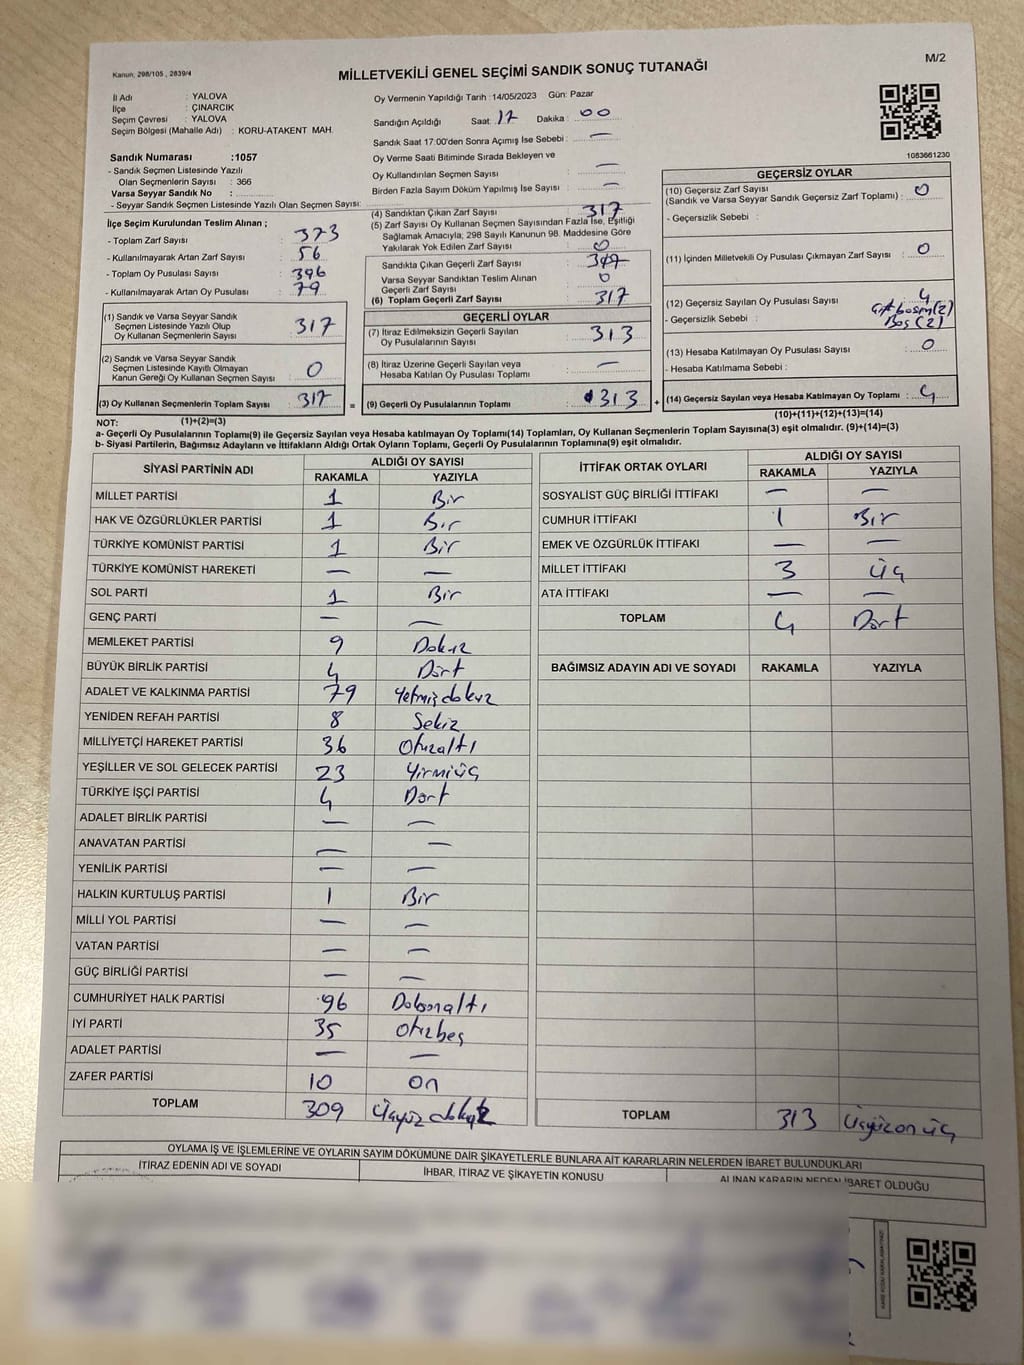 Kanun, 298/105 , 2839/4
MİLLETVEKİLİ GENEL SEÇİMİ SANDIK SONUÇ TUTANAĞI
M/2
İl Adı : YALOVA
İlçe : ÇINARCIK
Seçim Çevresi : YALOVA
Seçim Bölgesi (Mahalle Adı) : KORU-ATAKENT MAH.
Sandık Numarası :1057
- Sandık Seçmen Listesinde Yazılı
Olan Seçmenlerin Sayısı : 366
Varsa Seyyar Sandık No :
- Seyyar Sandık Seçmen Listesinde Yazılı Olan Seçmen Sayısı:
İlçe Seçim Kurulundan Teslim Alınan ;
- Toplam Zarf Sayısı : 373
- Kullanılmayarak Artan Zarf Sayısı : 56
- Toplam Oy Pusulası Sayısı : 396
- Kullanılmayarak Artan Oy Pusulası : 79
(1) Sandık ve Varsa Seyyar Sandık
Seçmen Listesinde Yazılı Olup
Oy Kullanan Seçmenlerin Sayısı : 317
(2) Sandık ve Varsa Seyyar Sandık
Seçmen Listesinde Kayıtlı Olmayan
Kanun Gereği Oy Kullanan Seçmen Sayısı : 0
(3) Oy Kullanan Seçmenlerin Toplam Sayısı : 317
Oy Vermenin Yapıldığı Tarih : 14/05/2023 Gün: Pazar
Sandığın Açıldığı Saat: 17 Dakika : 00
Sandık Saat 17:00'den Sonra Açılmış İse Sebebi : —
Oy Verme Saati Bitiminde Sırada Bekleyen ve
Oy Kullandırılan Seçmen Sayısı : —
Birden Fazla Sayım Döküm Yapılmış İse Sayısı : —
(4) Sandıktan Çıkan Zarf Sayısı : 317
(5) Zarf Sayısı Oy Kullanan Seçmen Sayısından Fazla İse, Eşitliği
Sağlamak Amacıyla, 298 Sayılı Kanunun 98. Maddesine Göre
Yakılarak Yok Edilen Zarf Sayısı : 0
Sandıkta Çıkan Geçerli Zarf Sayısı :
Varsa Seyyar Sandıktan Teslim Alınan
Geçerli Zarf Sayısı : 0
(6) Toplam Geçerli Zarf Sayısı : 317
GEÇERLİ OYLAR
(7) İtiraz Edilmeksizin Geçerli Sayılan
Oy Pusulalarının Sayısı : 313
(8) İtiraz Üzerine Geçerli Sayılan veya
Hesaba Katılan Oy Pusulası Toplamı : —
= (9) Geçerli Oy Pusulalarının Toplamı : 313 +
1083661230
GEÇERSİZ OYLAR
(10) Geçersiz Zarf Sayısı
(Sandık ve Varsa Seyyar Sandık Geçersiz Zarf Toplamı) : 0
- Geçersizlik Sebebi :
(11) İçinden Milletvekili Oy Pusulası Çıkmayan Zarf Sayısı : 0
(12) Geçersiz Sayılan Oy Pusulası Sayısı : 4
- Geçersizlik Sebebi :
Boş (2)
(13) Hesaba Katılmayan Oy Pusulası Sayısı : 0
- Hesaba Katılmama Sebebi :
(14) Geçersiz Sayılan veya Hesaba Katılmayan Oy Toplamı : 4
(1)+(2)=(3)
(10)+(11)+(12)+(13)=(14)
NOT:
a- Geçerli Oy Pusulalarının Toplamı(9) ile Geçersiz Sayılan veya Hesaba katılmayan Oy Toplamı(14) Toplamları, Oy Kullanan Seçmenlerin Toplam Sayısına(3) eşit olmalıdır. (9)+(14)=(3)
b- Siyasi Partilerin, Bağımsız Adayların ve İttifakların Aldığı Ortak Oyların Toplamı, Geçerli Oy Pusulalarının Toplamına(9) eşit olmalıdır.
SİYASİ PARTİNİN ADI ALDIĞI OY SAYISI
RAKAMLA YAZIYLA
MİLLET PARTİSİ 1 Bir
HAK VE ÖZGÜRLÜKLER PARTİSİ 1 Bir
TÜRKİYE KOMÜNİST PARTİSİ 1 Bir
TÜRKİYE KOMÜNİST HAREKETİ — —
SOL PARTİ 1 Bir
GENÇ PARTİ — —
MEMLEKET PARTİSİ 9 Dokuz
BÜYÜK BİRLİK PARTİSİ 4 Dört
ADALET VE KALKINMA PARTİSİ 79 Yetmiş dokuz
YENİDEN REFAH PARTİSİ 8 Sekiz
MİLLİYETÇİ HAREKET PARTİSİ 36 Otuzaltı
YEŞİLLER VE SOL GELECEK PARTİSİ 23 Yirmiüç
TÜRKİYE İŞÇİ PARTİSİ 4 Dört
ADALET BİRLİK PARTİSİ — —
ANAVATAN PARTİSİ — —
YENİLİK PARTİSİ — —
HALKIN KURTULUŞ PARTİSİ 1 Bir
MİLLİ YOL PARTİSİ — —
VATAN PARTİSİ — —
GÜÇ BİRLİĞİ PARTİSİ — —
CUMHURİYET HALK PARTİSİ 96 Doksanaltı
İYİ PARTİ 35 Otuzbeş
ADALET PARTİSİ — —
ZAFER PARTİSİ 10 On
TOPLAM 309 Üçyüz dokuz
İTTİFAK ORTAK OYLARI ALDIĞI OY SAYISI
RAKAMLA YAZIYLA
SOSYALİST GÜÇ BİRLİĞİ İTTİFAKI — —
CUMHUR İTTİFAKI 1 Bir
EMEK VE ÖZGÜRLÜK İTTİFAKI — —
MİLLET İTTİFAKI 3 Üç
ATA İTTİFAKI — —
TOPLAM 4 Dört
BAĞIMSIZ ADAYIN ADI VE SOYADI RAKAMLA YAZIYLA
TOPLAM 313 Üçyüzon üç
OYLAMA İŞ VE İŞLEMLERİNE VE OYLARIN SAYIM DÖKÜMÜNE DAİR ŞİKAYETLERLE BUNLARA AİT KARARLARIN NELERDEN İBARET BULUNDUKLARI
İTİRAZ EDENİN ADI VE SOYADI İHBAR, İTİRAZ VE ŞİKAYETİN KONUSU ALINAN KARARIN NEDEN İBARET OLDUĞU